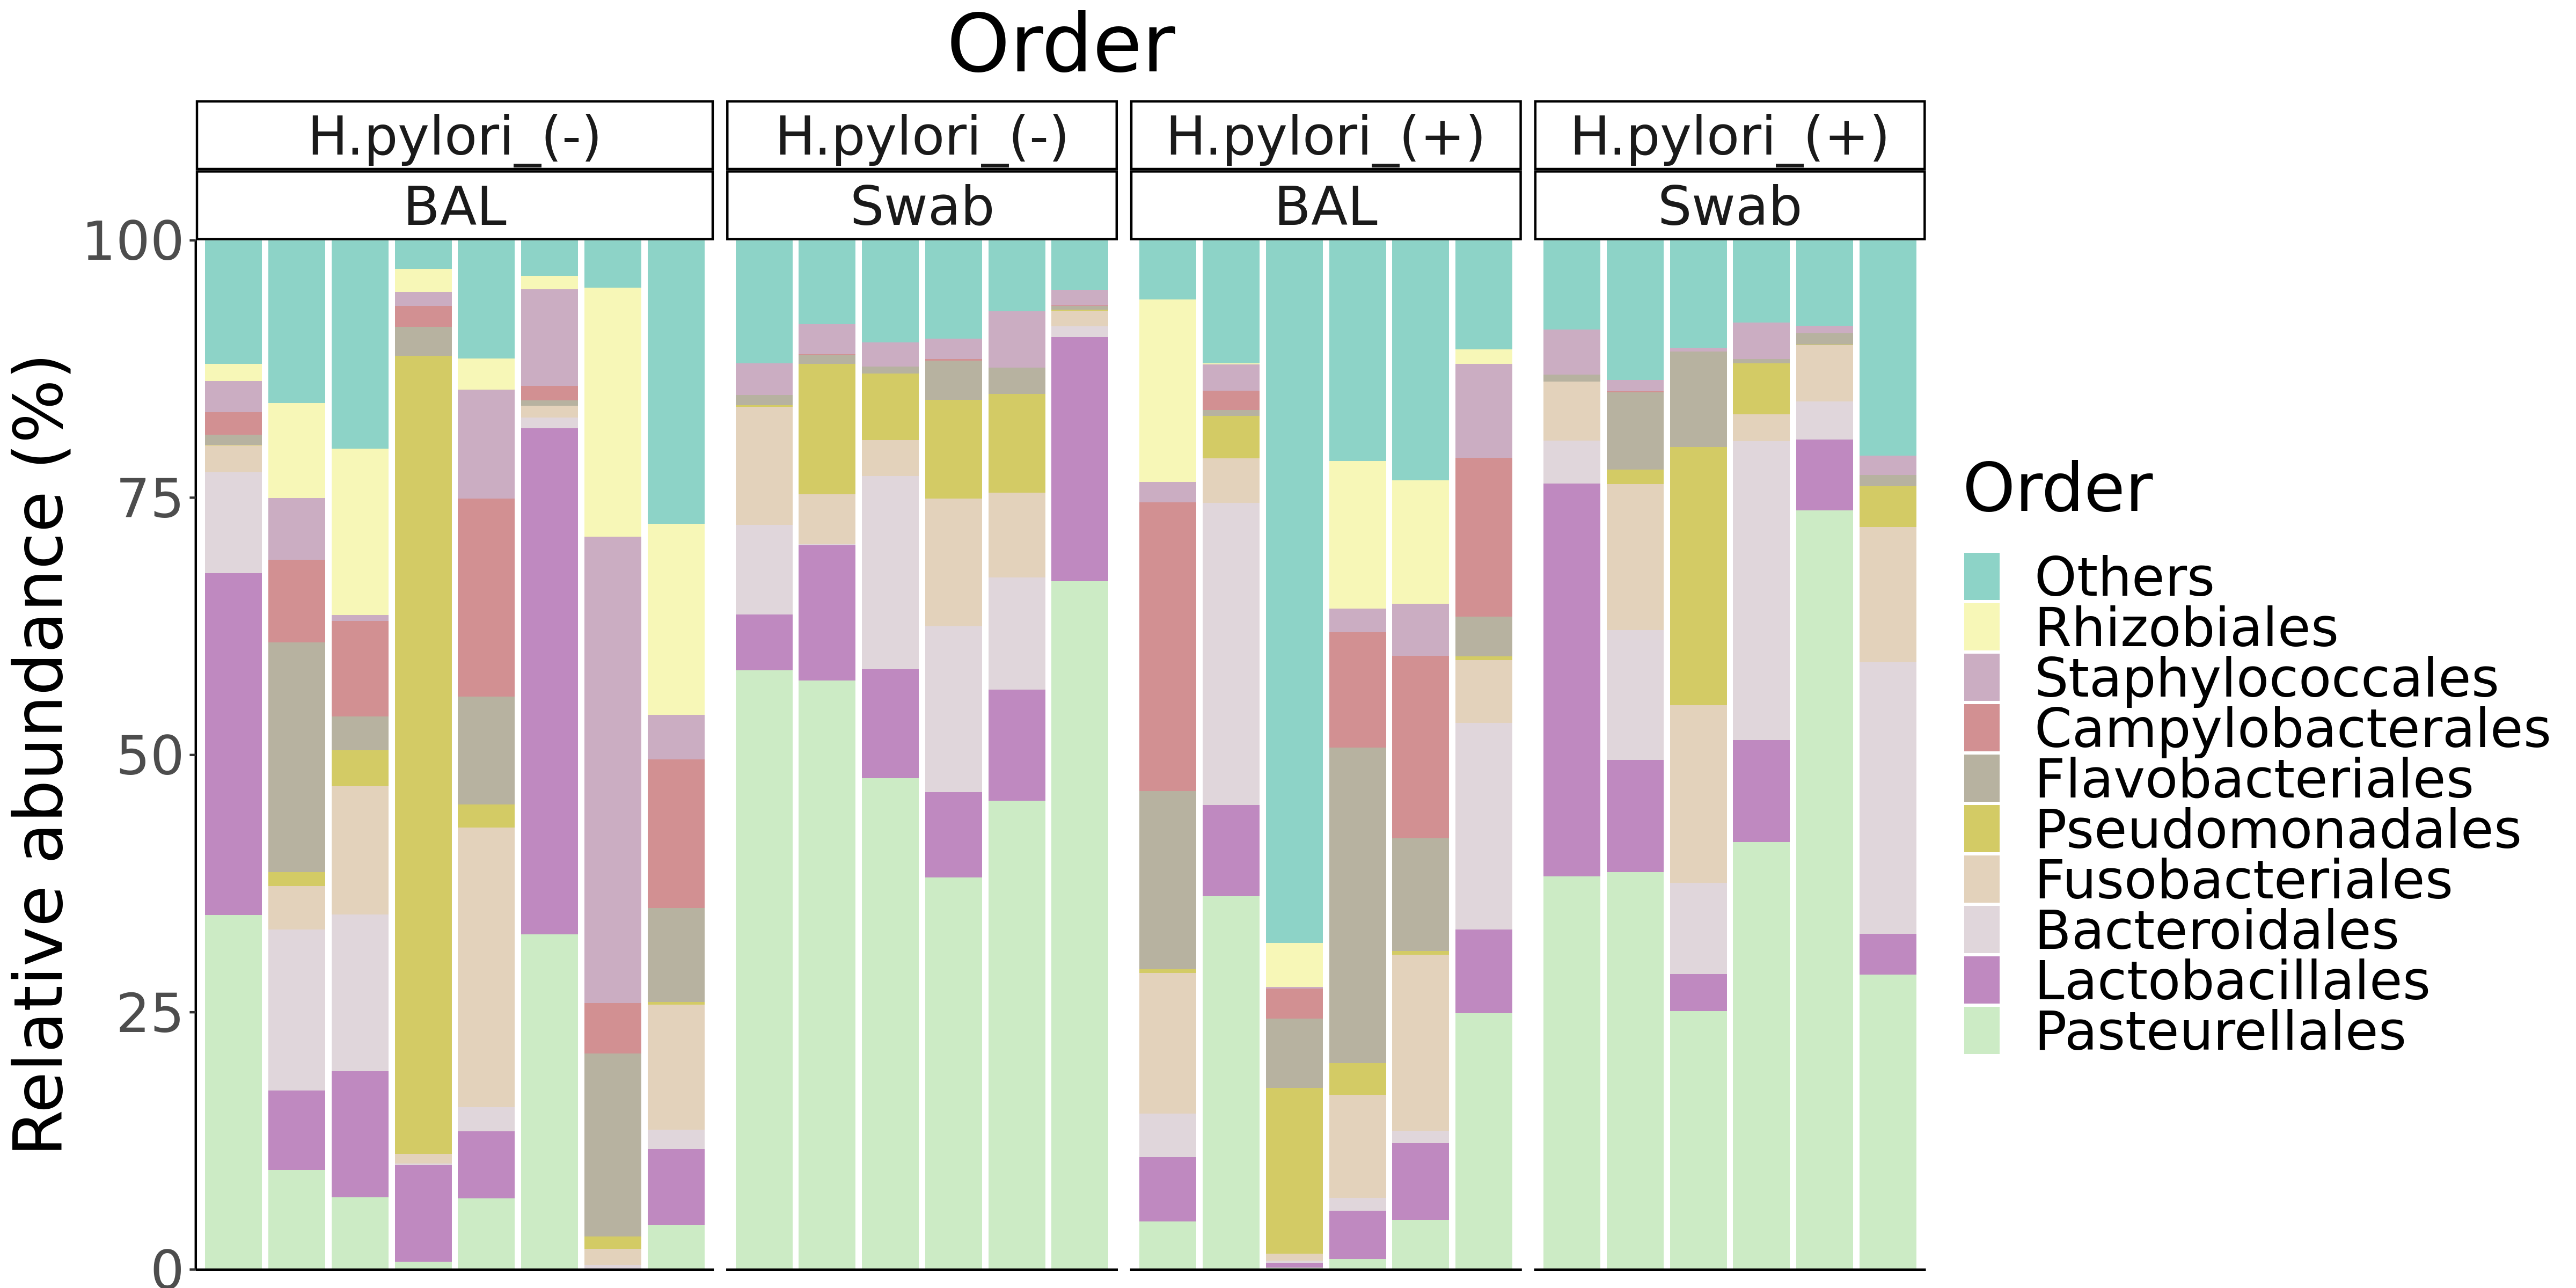 Order
H.pylori_(-)
H.pylori_(-)
H.pylori_(+)
H.pylori_(+)
BAL
Swab
BAL
Swab
Relative abundance (%)
100
75
50
25
0
Order
Others
Rhizobiales
Staphylococcales
Campylobacterales
Flavobacteriales
Pseudomonadales
Fusobacteriales
Bacteroidales
Lactobacillales
Pasteurellales